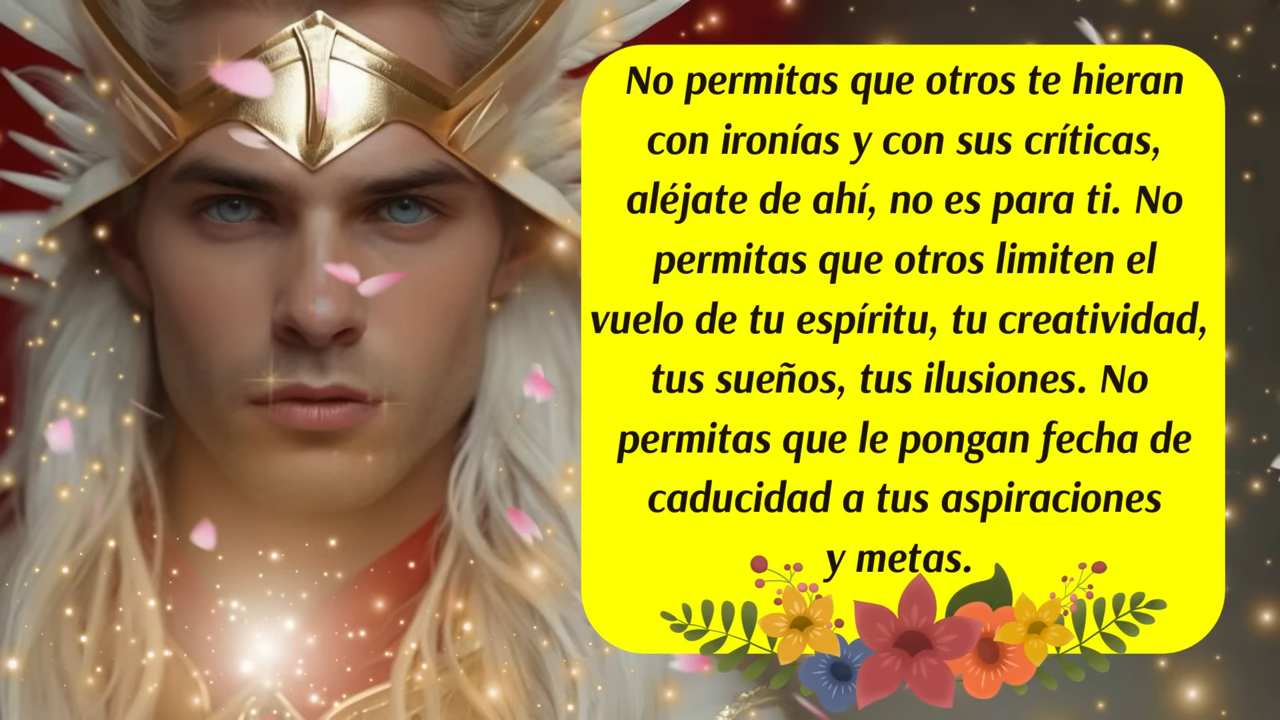 No permitas que otros te hieran
con ironías y con sus críticas,
aléjate de ahí, no es para ti. No
permitas que otros limiten el
vuelo de tu espíritu, tu creatividad,
tus sueños, tus ilusiones. No
permitas que le pongan fecha de
caducidad a tus aspiraciones
y metas.